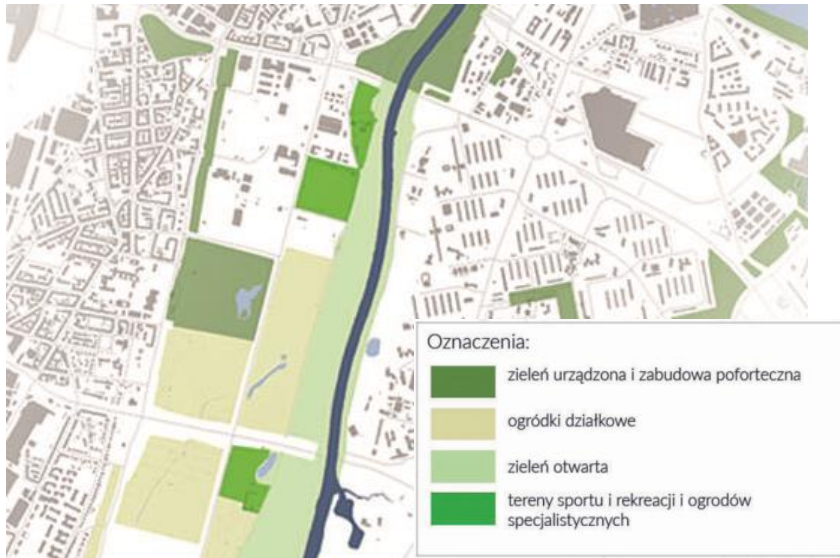 Oznaczenia:
zieleń urządzona i zabudowa poforteczna
ogródki działkowe
zieleń otwarta
tereny sportu i rekreacji i ogrodów
specjalistycznych